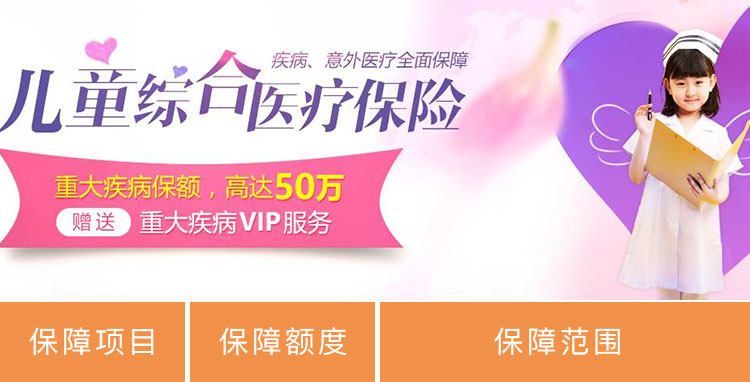 疾病、意外医疗全面保障
儿童综合医疗保险
重大疾病保额，高达50万
赠送 重大疾病VIP服务
保障项目 保障额度 保障范围